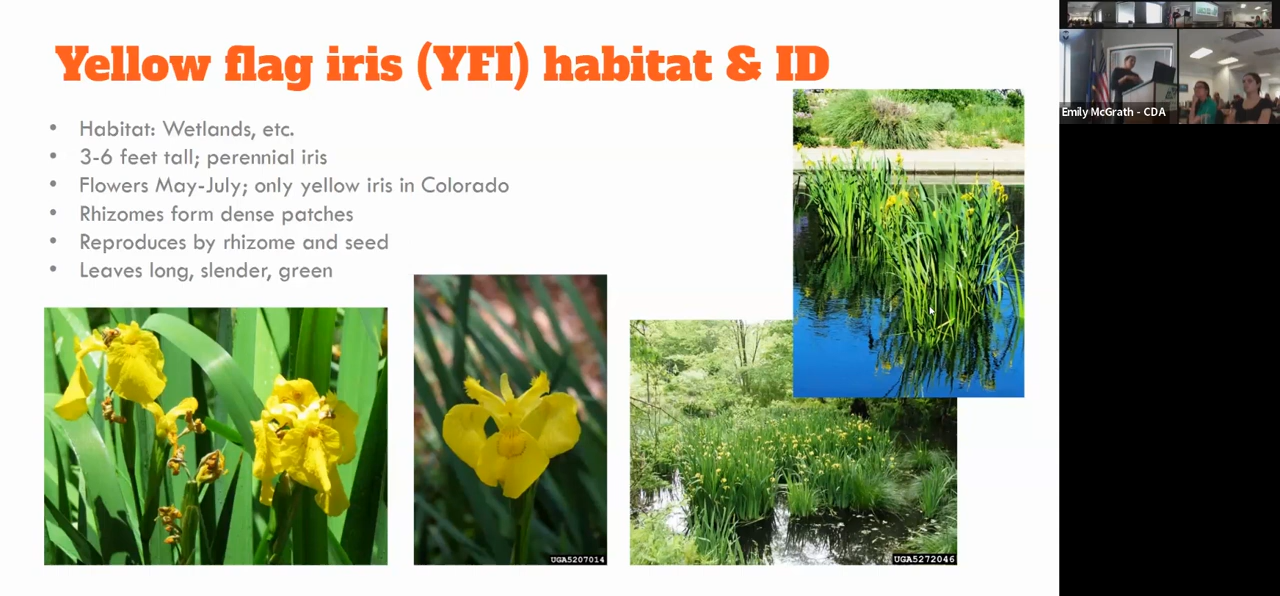 Yellow flag iris (YFI) habitat & ID
• Habitat: Wetlands, etc.
• 3-6 feet tall; perennial iris
• Flowers May-July; only yellow iris in Colorado
• Rhizomes form dense patches
• Reproduces by rhizome and seed
• Leaves long, slender, green
UGA5207014
UGA5272046
Emily McGrath - CDA